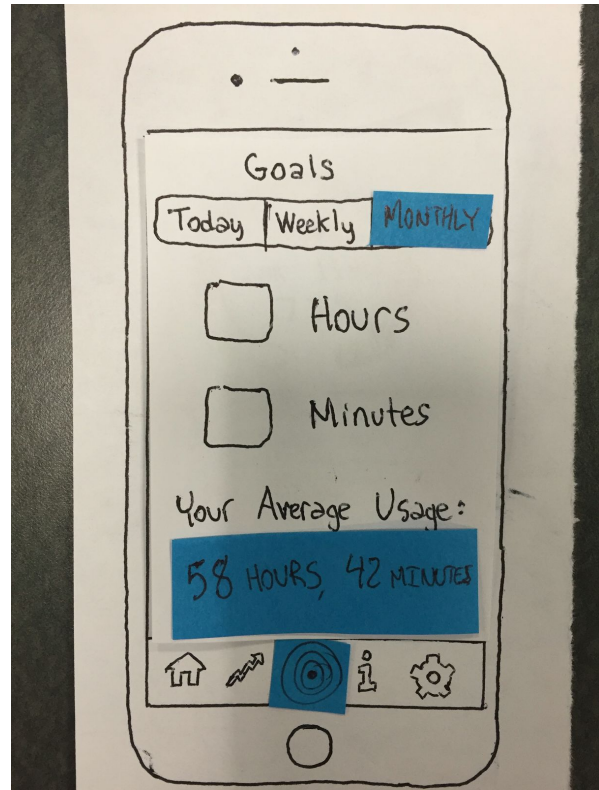 Goals
Today Weekly MONTHLY
Hours
Minutes
Your Average Usage:
58 HOURS, 42 MINUTES
i